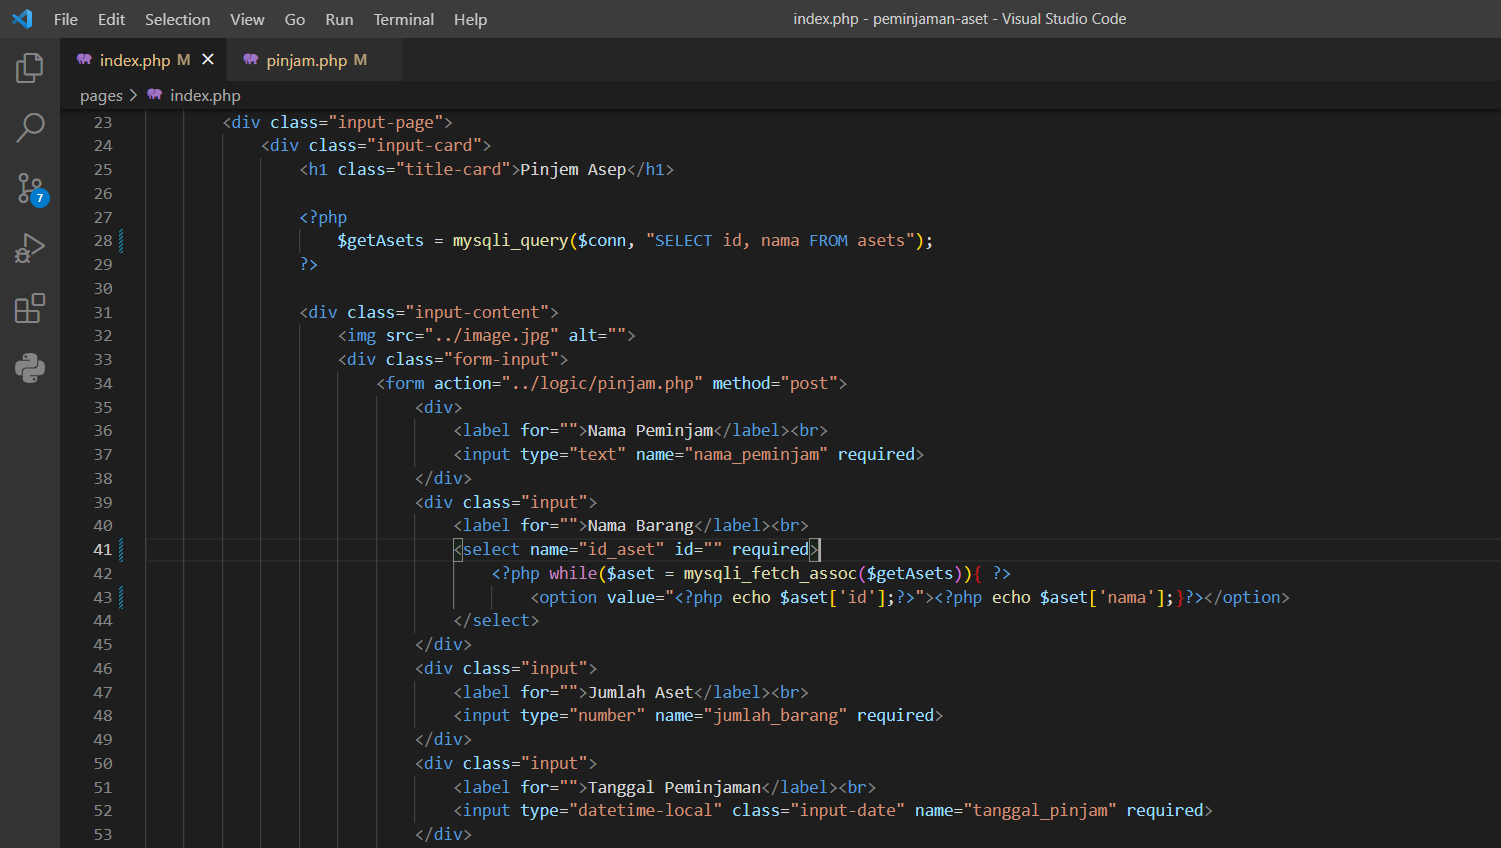 File Edit Selection View Go Run Terminal Help
index.php - peminjaman-aset - Visual Studio Code
index.php M
pinjam.php M
pages > index.php
7
23 <div class="input-page">
24 <div class="input-card">
25 <h1 class="title-card">Pinjem Asep</h1>
26
27 <?php
28 $getAsets = mysqli_query($conn, "SELECT id, nama FROM asets");
29 ?>
30
31 <div class="input-content">
32 <img src="../image.jpg" alt="">
33 <div class="form-input">
34 <form action="../logic/pinjam.php" method="post">
35 <div>
36 <label for="">Nama Peminjam</label><br>
37 <input type="text" name="nama_peminjam" required>
38 </div>
39 <div class="input">
40 <label for="">Nama Barang</label><br>
41 <select name="id_aset" id="" required>
42 <?php while($aset = mysqli_fetch_assoc($getAsets)){ ?>
43 <option value="<?php echo $aset['id'];?>"><?php echo $aset['nama'];}?></option>
44 </select>
45 </div>
46 <div class="input">
47 <label for="">Jumlah Aset</label><br>
48 <input type="number" name="jumlah_barang" required>
49 </div>
50 <div class="input">
51 <label for="">Tanggal Peminjaman</label><br>
52 <input type="datetime-local" class="input-date" name="tanggal_pinjam" required>
53 </div>